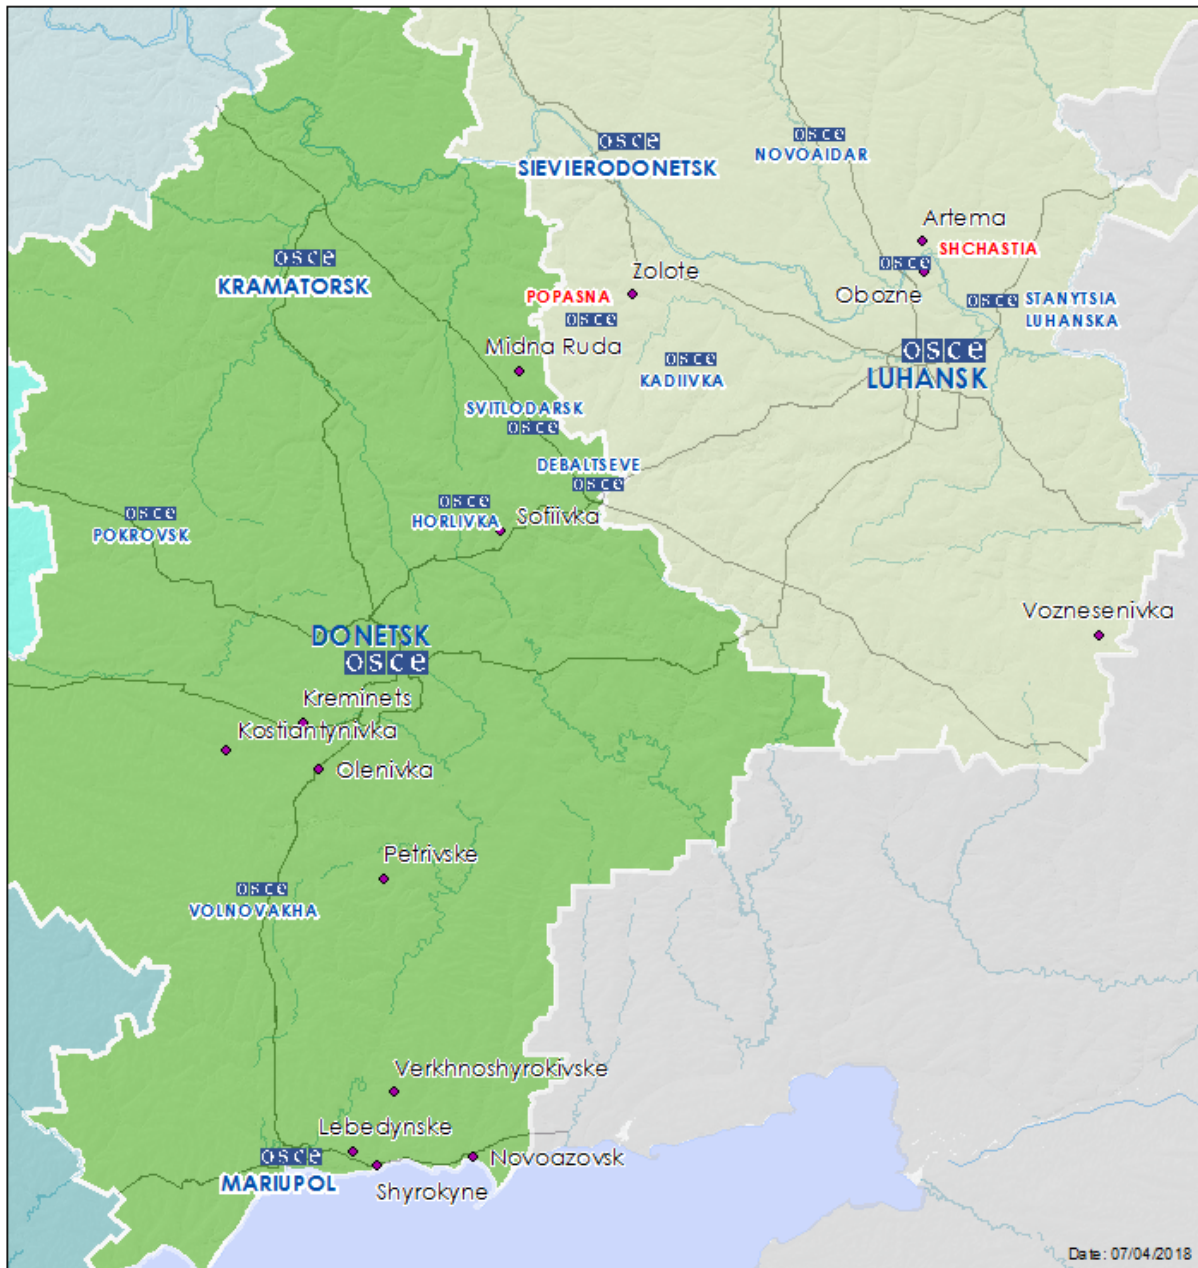 osce
SIEVIERODONETSK
osce
NOVOAIDAR
Artema
SHCHASTIA
osce
KRAMATORSK
Zolote
osce
Obozne
POPASNA
osce
osce
STANYTSIA
LUHANSKA
Midna Ruda
osce
KADIIVKA
osce
LUHANSK
SVITLODARSK
osce
DEBALTSEVE
osce
osce
HORLIVKA
Sofiivka
osce
POKROVSK
Voznesenivka
DONETSK
osce
Kreminets
Kostiantynivka
Olenivka
Petrivske
osce
VOLNOVAKHA
Verkhnoshyrokivske
Lebedynske
osce
MARIUPOL
Novoazovsk
Shyrokyne
Date: 07/04/2018